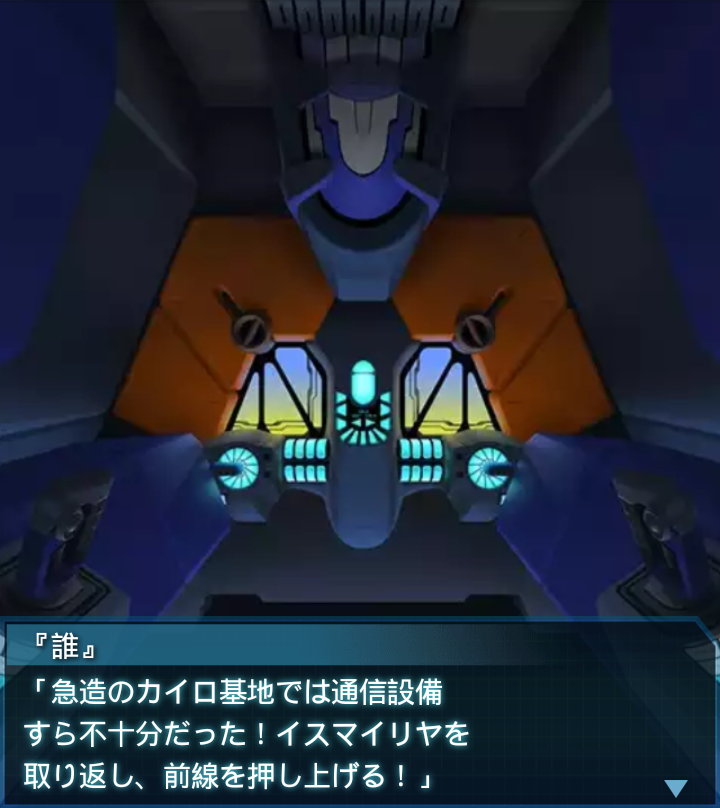 『誰』
「急造のカイロ基地では通信設備
すら不十分だった！イスマイリヤを
取り返し、前線を押し上げる！」